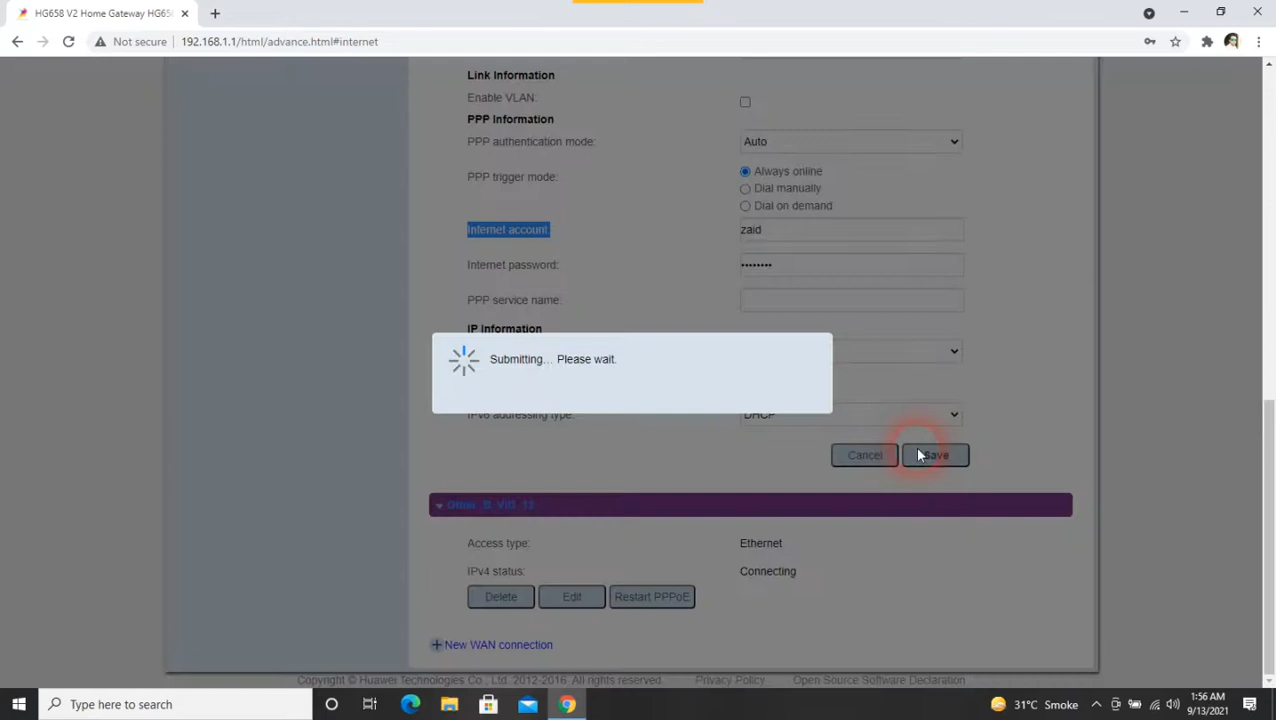 HG658 V2 Home Gateway HG65
Not secure
192.168.1.1/html/advance.html#internet
Link Information
Enable VLAN:
PPP Information
PPP authentication mode:
Auto
PPP trigger mode:
Always online
Dial manually
Dial on demand
Internet account:
zaid
Internet password:
••••••••
PPP service name:
IP Information
Submitting... Please wait.
IPv6 addressing type:
DHCP
Cancel
Save
Access type:
Ethernet
IPv4 status:
Connecting
Delete
Edit
Restart PPPoE
New WAN connection
Copyright © Huawei Technologies Co., Ltd. 2012-2016. All rights reserved.
Privacy Policy
Open Source Software Declaration
Type here to search
31°C Smoke
1:56 AM
9/13/2021